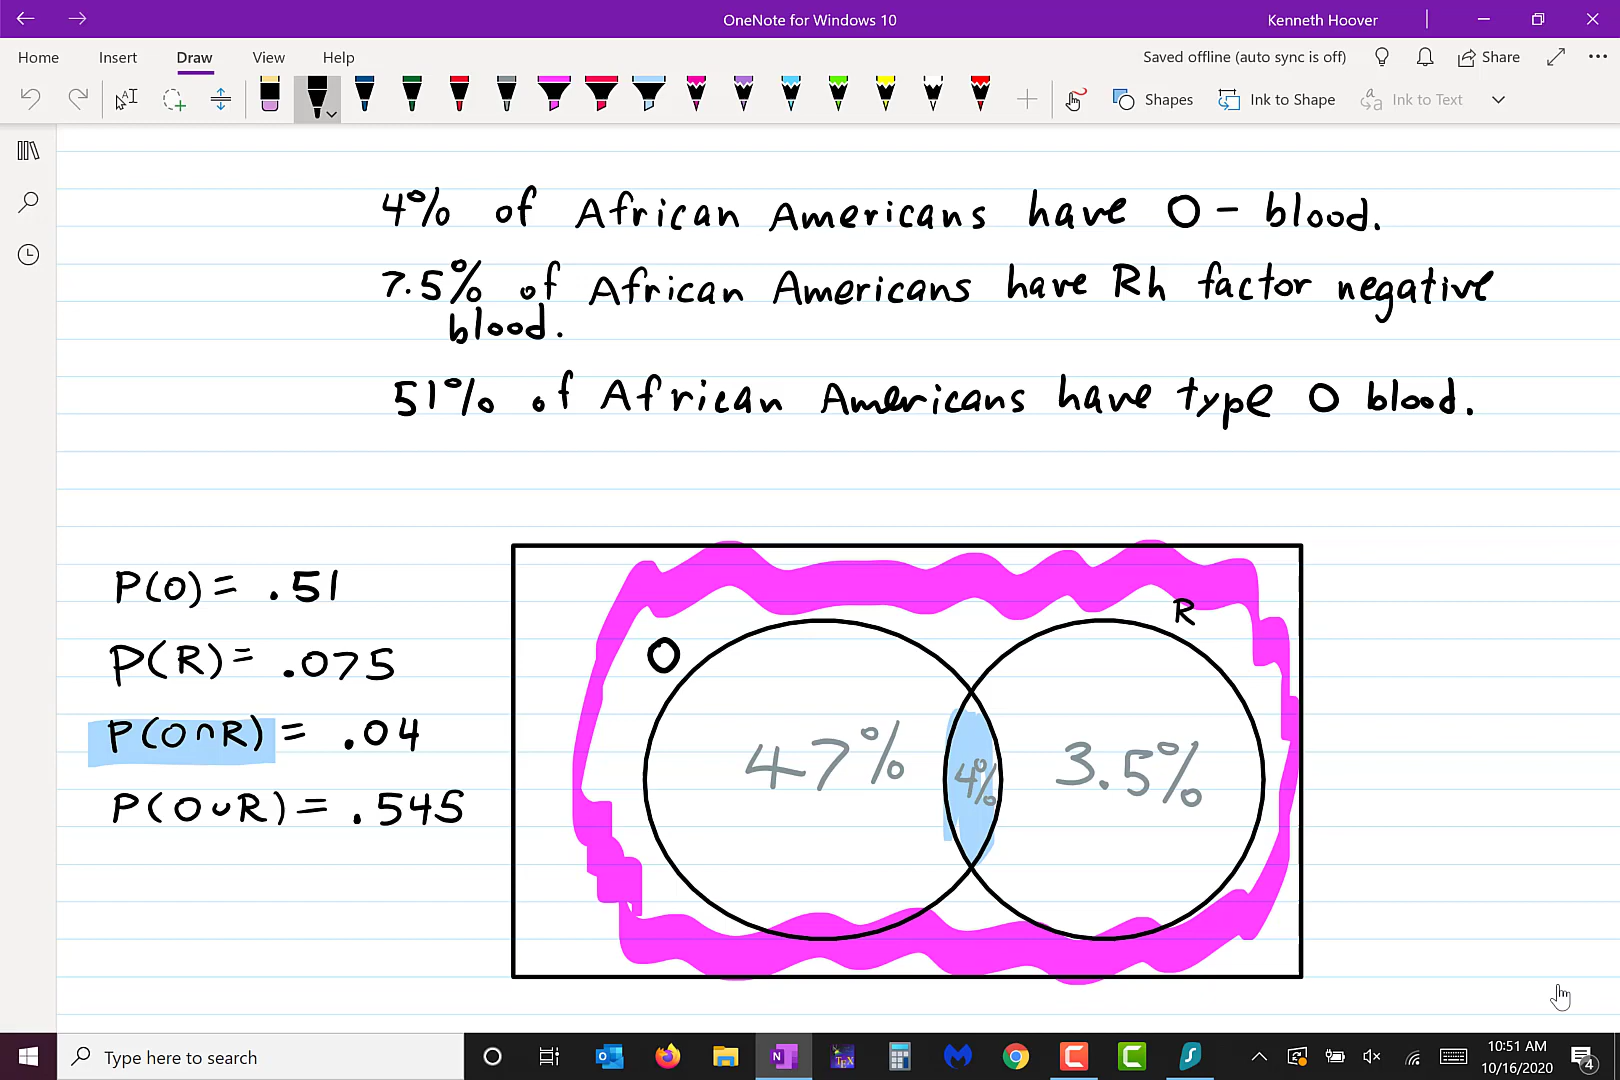 OneNote for Windows 10
Kenneth Hoover
Home Insert Draw View Help
Saved offline (auto sync is off) Share
Shapes Ink to Shape Ink to Text
4% of African Americans have O - blood.
7.5% of African Americans have Rh factor negative
blood.
51% of African Americans have type O blood.
P(O) = .51
P(R) = .075
P(O∩R) = .04
P(O∪R) = .545
O
R
47%
4%
3.5%
Type here to search
10:51 AM
10/16/2020
4